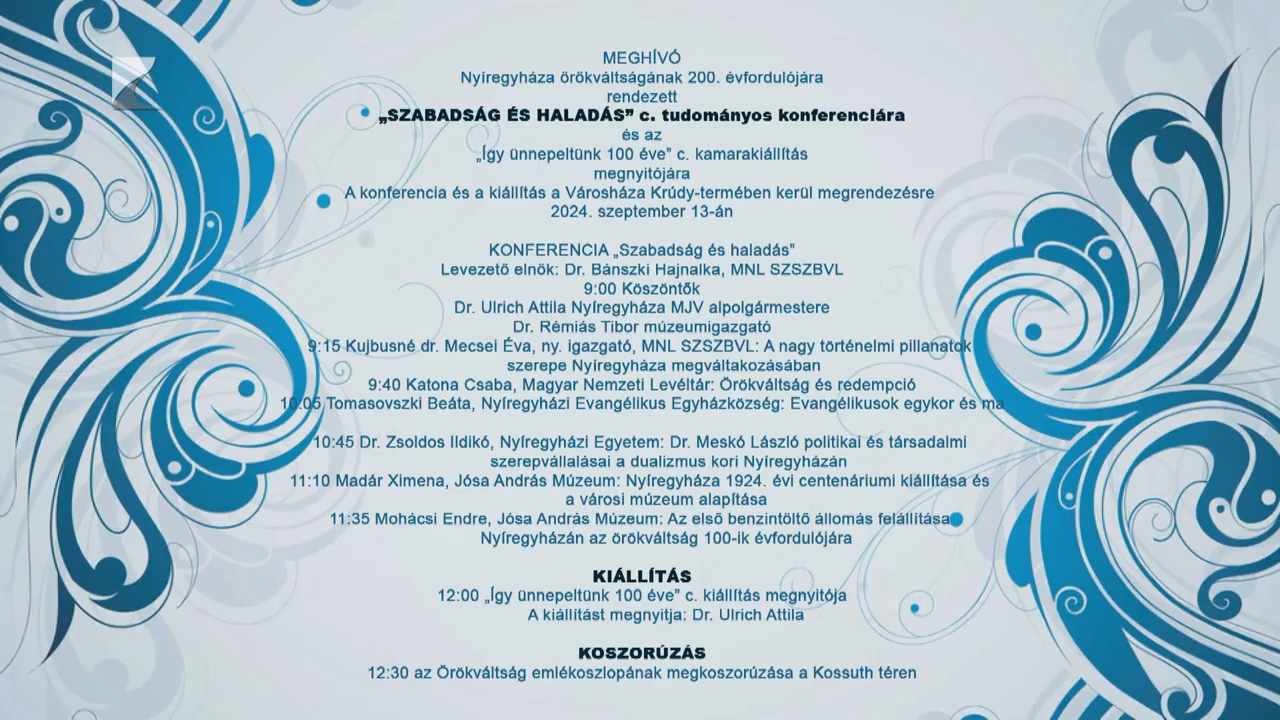 MEGHÍVÓ
Nyíregyháza örökváltságának 200. évfordulójára
rendezett
„SZABADSÁG ÉS HALADÁS” c. tudományos konferenciára
és az
„Így ünnepeltünk 100 éve” c. kamarakiállítás
megnyitójára
A konferencia és a kiállítás a Városháza Krúdy-termében kerül megrendezésre
2024. szeptember 13-án
KONFERENCIA „Szabadság és haladás”
Levezető elnök: Dr. Bánszki Hajnalka, MNL SZSZBVL
9:00 Köszöntők
Dr. Ulrich Attila Nyíregyháza MJV alpolgármestere
Dr. Rémiás Tibor múzeumigazgató
9:15 Kujbusné dr. Mecsei Éva, ny. igazgató, MNL SZSZBVL: A nagy történelmi pillanatok
szerepe Nyíregyháza megváltakozásában
9:40 Katona Csaba, Magyar Nemzeti Levéltár: Örökváltság és redempció
10:05 Tomasovszki Beáta, Nyíregyházi Evangélikus Egyházközség: Evangélikusok egykor és ma
10:45 Dr. Zsoldos Ildikó, Nyíregyházi Egyetem: Dr. Meskó László politikai és társadalmi
szerepvállalásai a dualizmus kori Nyíregyházán
11:10 Madár Ximena, Jósa András Múzeum: Nyíregyháza 1924. évi centenáriumi kiállítása és
a városi múzeum alapítása
11:35 Mohácsi Endre, Jósa András Múzeum: Az első benzintöltő állomás felállítása
Nyíregyházán az örökváltság 100-ik évfordulójára
KIÁLLÍTÁS
12:00 „Így ünnepeltünk 100 éve” c. kiállítás megnyitója
A kiállítást megnyitja: Dr. Ulrich Attila
KOSZORÚZÁS
12:30 az Örökváltság emlékoszlopának megkoszorúzása a Kossuth téren